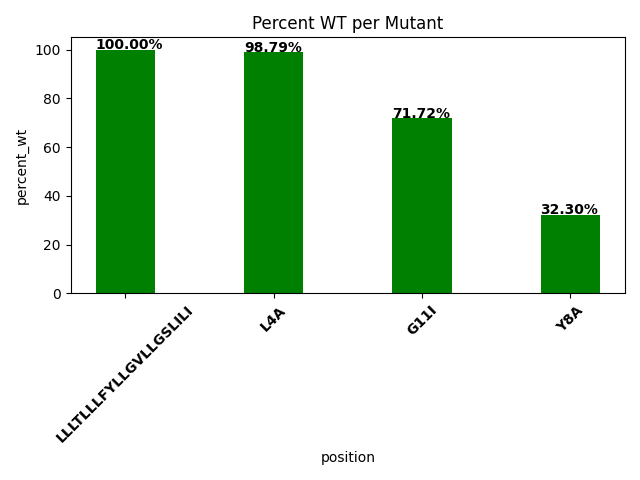 Percent WT per Mutant
percent_wt
100
80
60
40
20
0
100.00%
98.79%
71.72%
32.30%
LLLTLLLFYLLGVLLGSLILI
L4A
G11I
Y8A
position